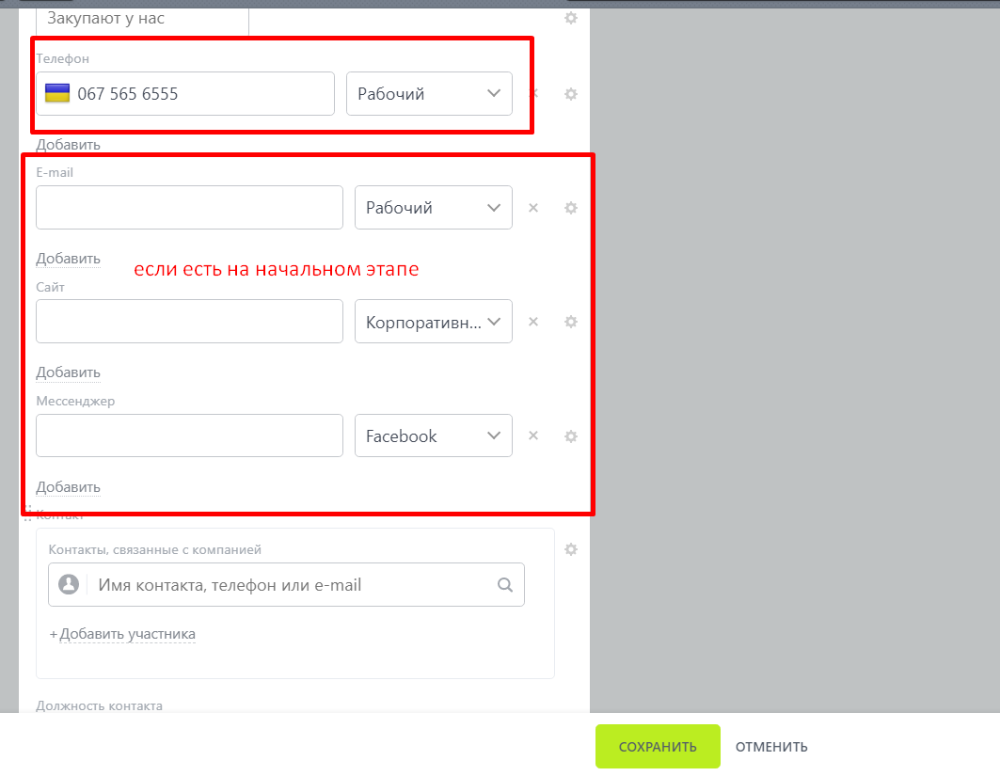 Закупают у нас
Телефон
067 565 6555 Рабочий
Добавить
E-mail
Рабочий
Добавить
если есть на начальном этапе
Сайт
Корпоративн...
Добавить
Мессенджер
Facebook
Добавить
Контакт
Контакты, связанные с компанией
Имя контакта, телефон или e-mail
+Добавить участника
Должность контакта
СОХРАНИТЬ ОТМЕНИТЬ